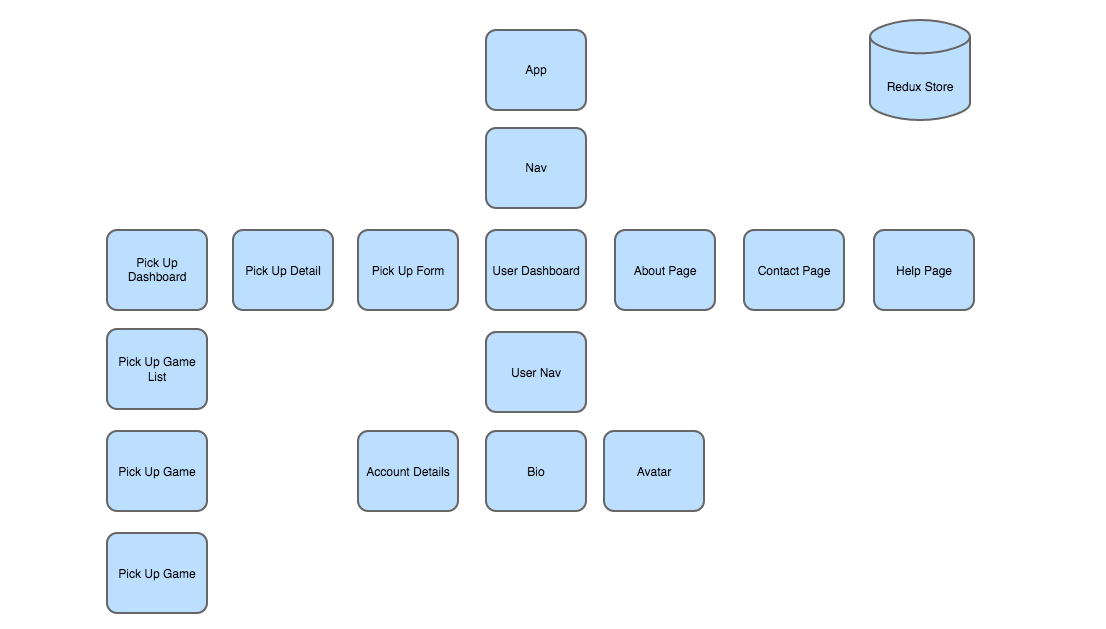 App
Redux Store
Nav
Pick Up
Dashboard
Pick Up Detail
Pick Up Form
User Dashboard
About Page
Contact Page
Help Page
Pick Up Game
List
User Nav
Pick Up Game
Account Details
Bio
Avatar
Pick Up Game